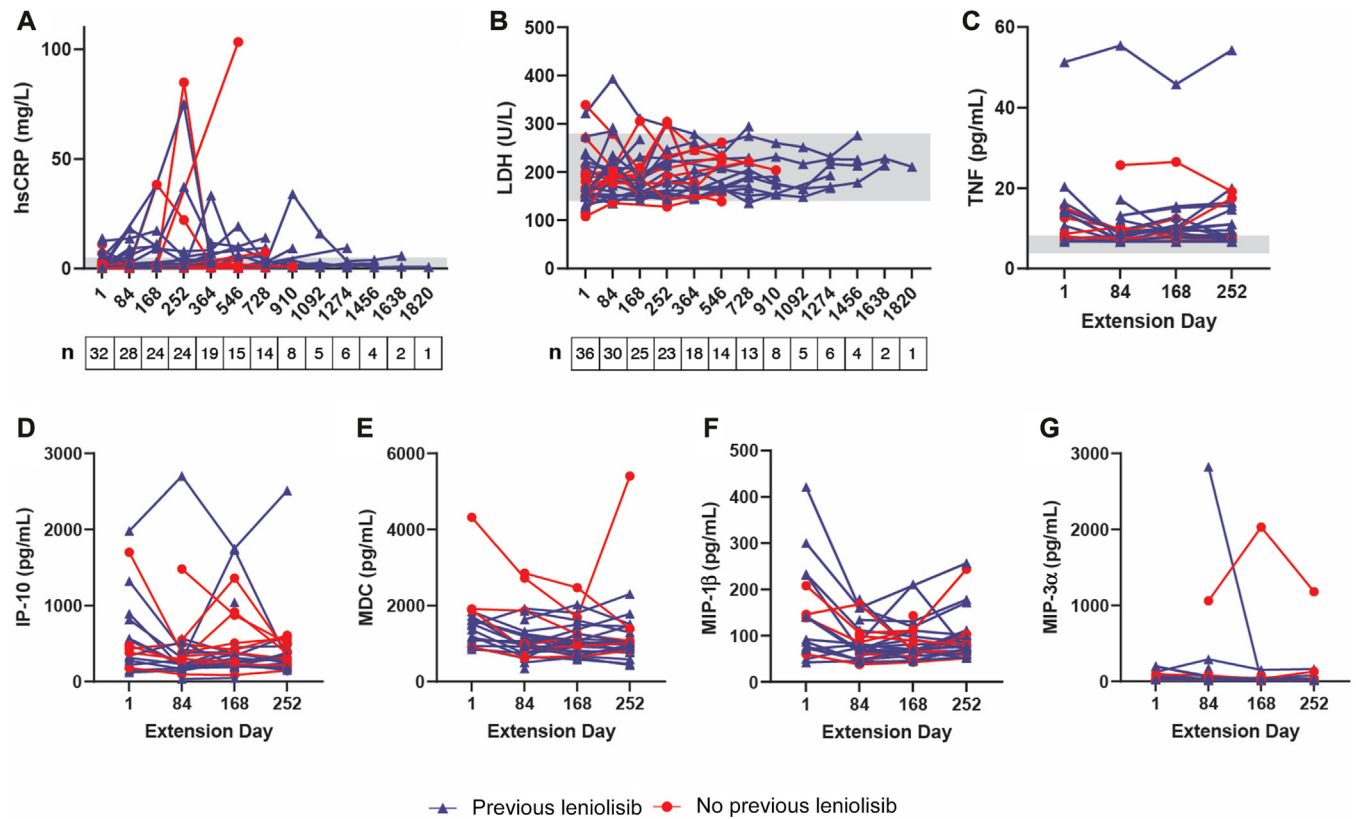 A
hsCRP (mg/L)
100
50
0
1 84 168 252 364 546 728 910 1092 1274 1456 1638 1820
n 32 28 24 24 19 15 14 8 5 6 4 2 1
B
LDH (U/L)
500
400
300
200
100
0
1 84 168 252 364 546 728 910 1092 1274 1456 1638 1820
n 36 30 25 23 18 14 13 8 5 6 4 2 1
C
TNF (pg/mL)
60
40
20
0
1 84 168 252
Extension Day
D
IP-10 (pg/mL)
3000
2000
1000
0
1 84 168 252
Extension Day
E
MDC (pg/mL)
6000
4000
2000
0
1 84 168 252
Extension Day
F
MIP-1β (pg/mL)
500
400
300
200
100
0
1 84 168 252
Extension Day
G
MIP-3α (pg/mL)
3000
2000
1000
0
1 84 168 252
Extension Day
Previous leniolisib No previous leniolisib